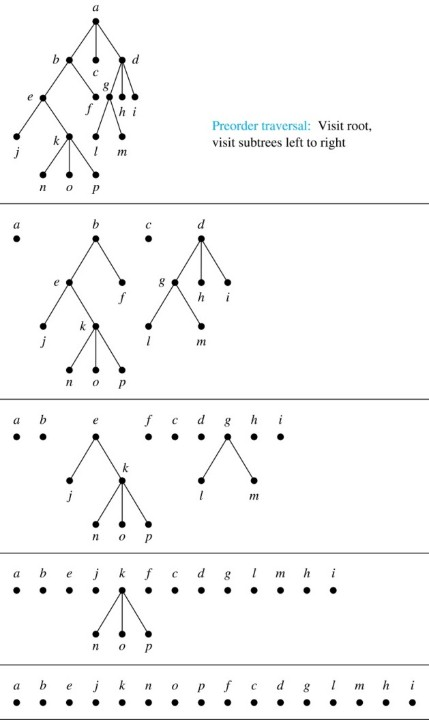 a
b d
c
e g
f h i
Preorder traversal: Visit root,
visit subtrees left to right
j k l m
n o p
a b c d
e g
f h i
k
j l m
n o p
a b e f c d g h i
k
j l m
n o p
a b e j k f c d g l m h i
n o p
a b e j k n o p f c d g l m h i